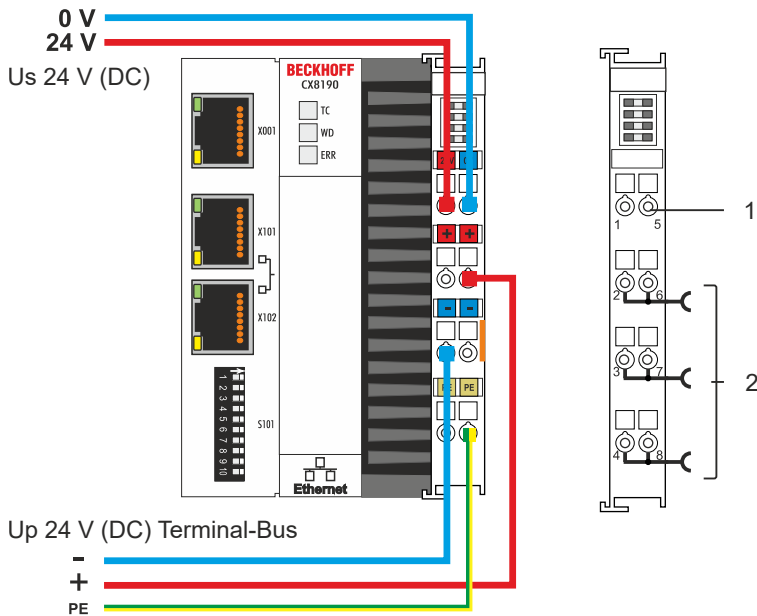 0 V
24 V
Us 24 V (DC)
BECKHOFF
CX8190
TC
WD
ERR
X001
X101
X102
S101
1 2 3 4 5 6 7 8 9 10
Ethernet
+ +
- -
PE
Up 24 V (DC) Terminal-Bus
-
+
PE
1 5
2 6
3 7
4 8
1
2